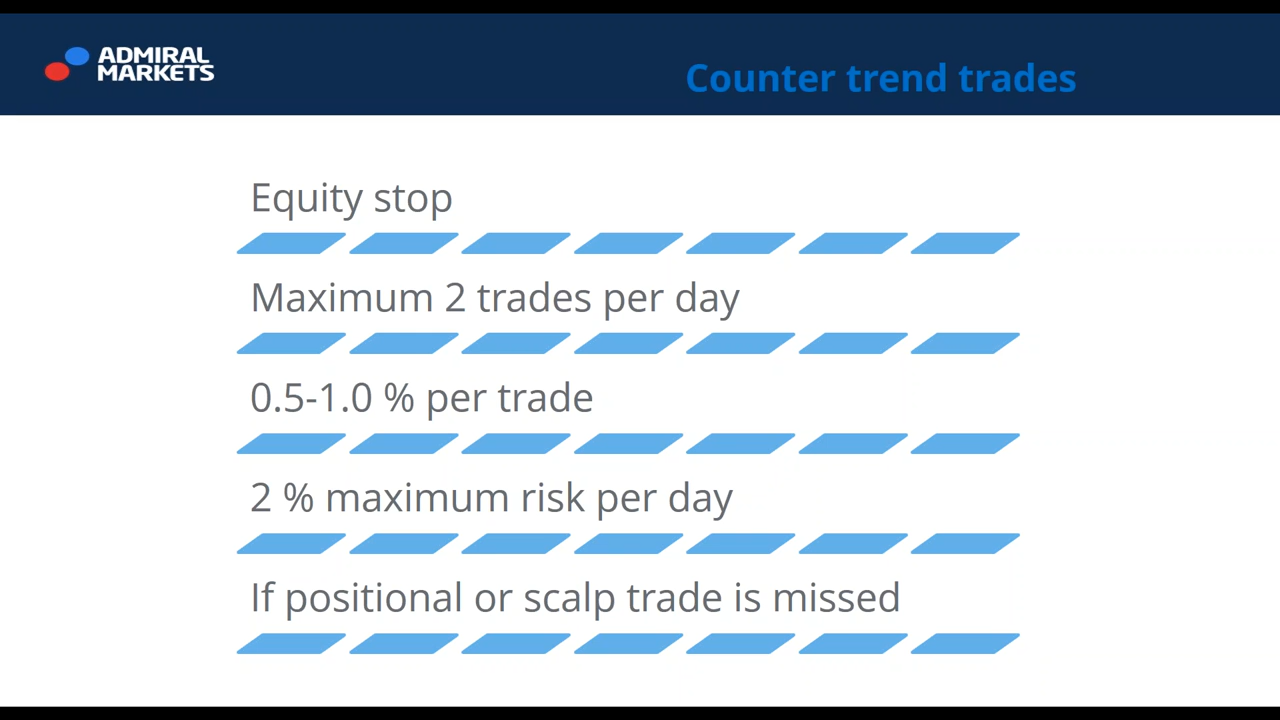 ADMIRAL
MARKETS
Counter trend trades
Equity stop
Maximum 2 trades per day
0.5-1.0 % per trade
2 % maximum risk per day
If positional or scalp trade is missed